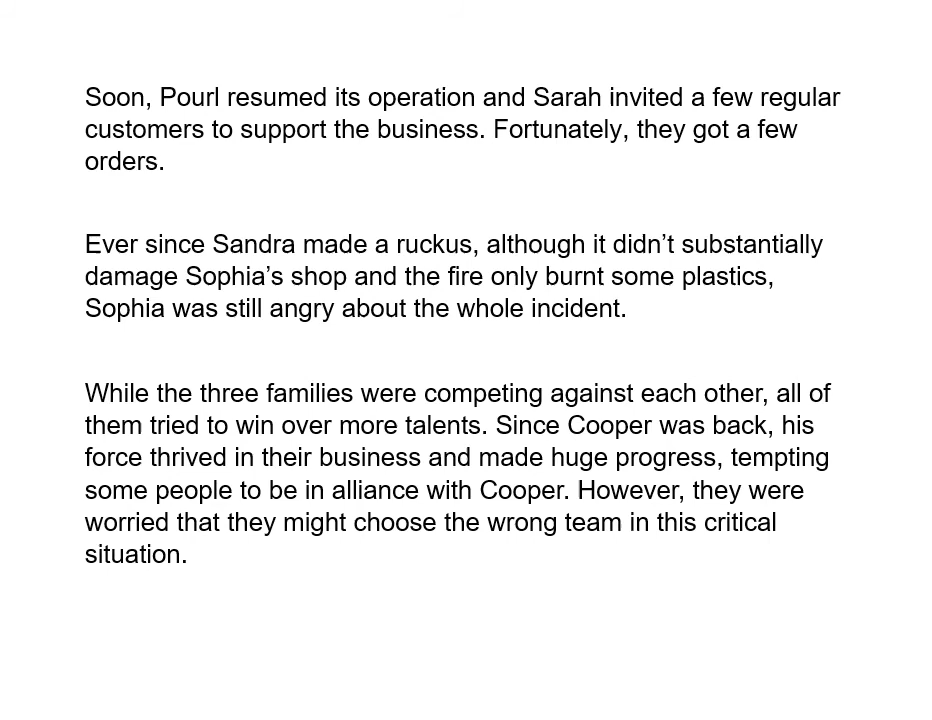 Soon, Pourl resumed its operation and Sarah invited a few regular
customers to support the business. Fortunately, they got a few
orders.
Ever since Sandra made a ruckus, although it didn’t substantially
damage Sophia’s shop and the fire only burnt some plastics,
Sophia was still angry about the whole incident.
While the three families were competing against each other, all of
them tried to win over more talents. Since Cooper was back, his
force thrived in their business and made huge progress, tempting
some people to be in alliance with Cooper. However, they were
worried that they might choose the wrong team in this critical
situation.